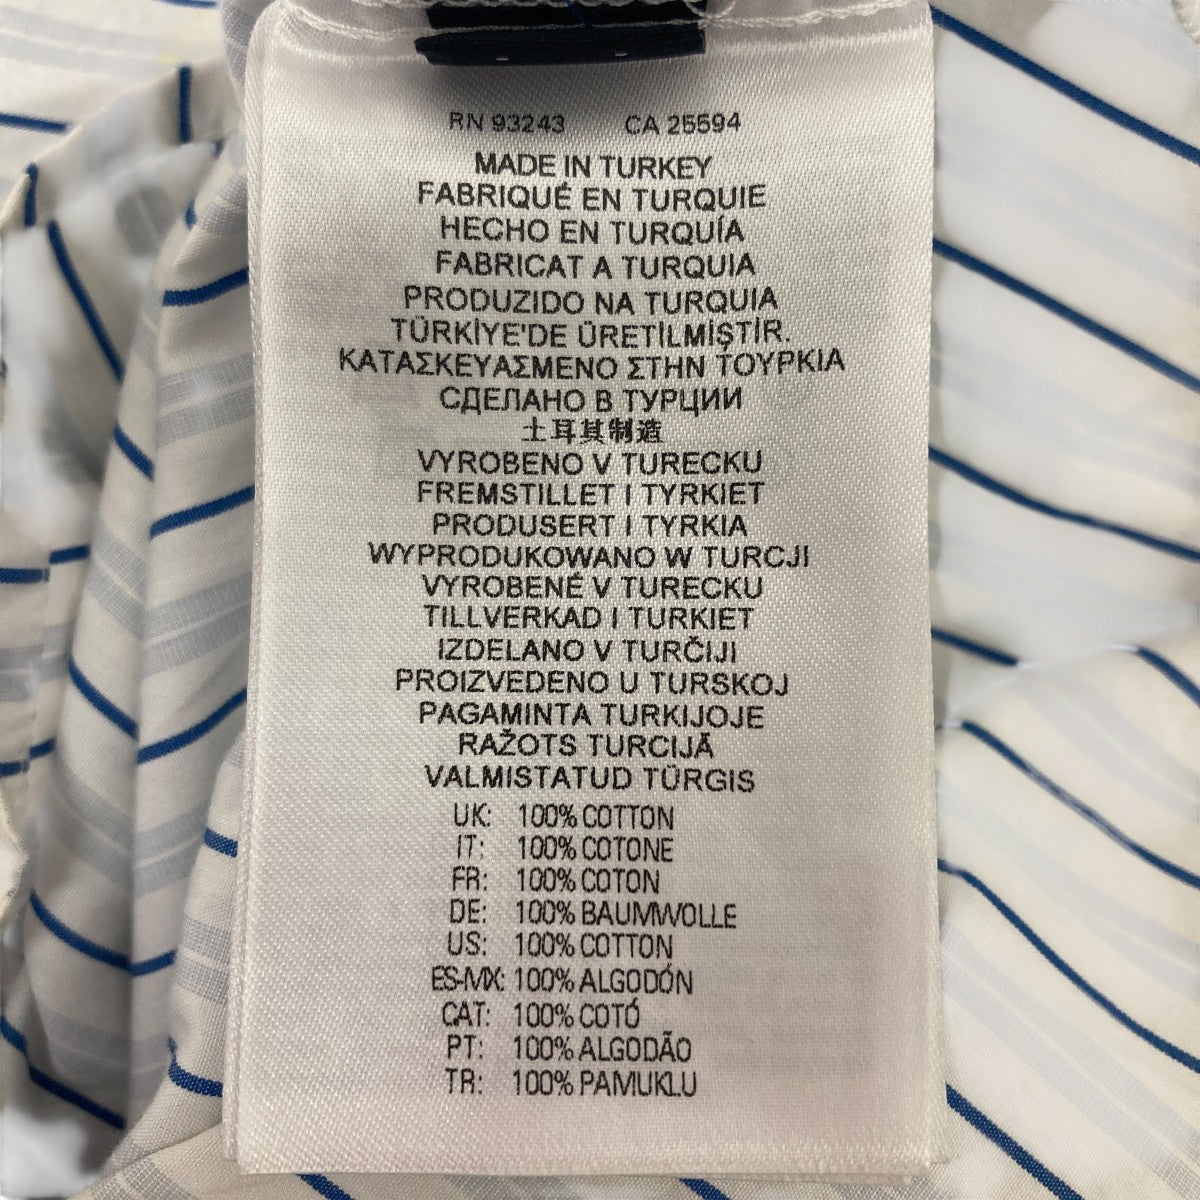 RN 93243 CA 25594
MADE IN TURKEY
FABRIQUÉ EN TURQUIE
HECHO EN TURQUÍA
FABRICAT A TURQUIA
PRODUZIDO NA TURQUIA
TÜRKİYE'DE ÜRETİLMİŞTİR.
ΚΑΤΑΣΚΕΥΑΣΜΕΝΟ ΣΤΗΝ ΤΟΥΡΚΙΑ
СДЕЛАНО В ТУРЦИИ
土耳其制造
VYROBENO V TURECKU
FREMSTILLET I TYRKIET
PRODUSERT I TYRKIA
WYPRODUKOWANO W TURCJI
VYROBENÉ V TURECKU
TILLVERKAD I TURKIET
IZDELANO V TURČIJI
PROIZVEDENO U TURSKOJ
PAGAMINTA TURKIJOJE
RAŽOTS TURCIJĀ
VALMISTATUD TÜRGIS
UK: 100% COTTON
IT: 100% COTONE
FR: 100% COTON
DE: 100% BAUMWOLLE
US: 100% COTTON
ES-MX: 100% ALGODÓN
CAT: 100% COTÓ
PT: 100% ALGODÃO
TR: 100% PAMUKLU